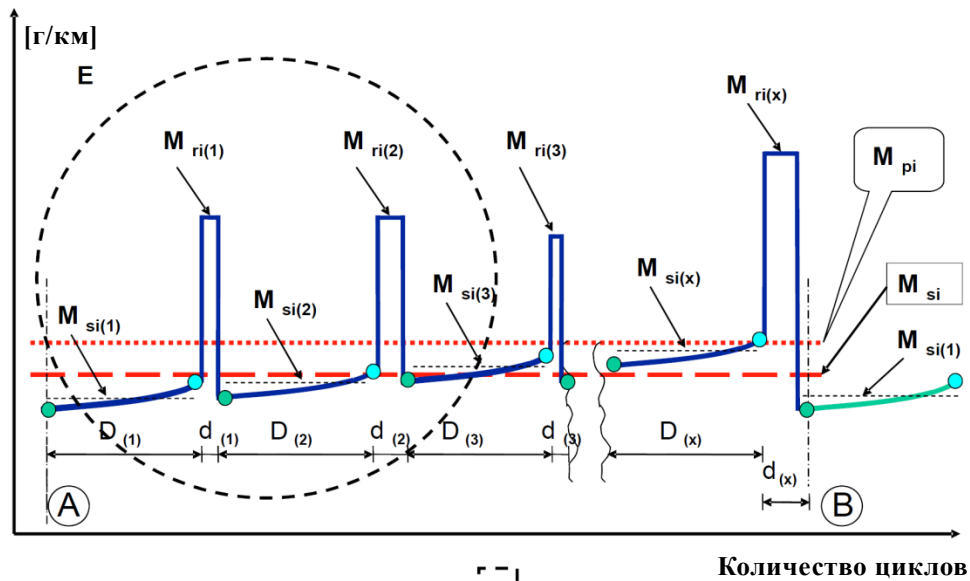 [г/км]
E
M ri(1)
M ri(2)
M ri(3)
M ri(x)
M pi
M si(1)
M si(2)
M si(3)
M si(x)
M si
M si(1)
D (1)
d (1)
D (2)
d (2)
D (3)
d (3)
D (x)
d (x)
A
B
Количество циклов